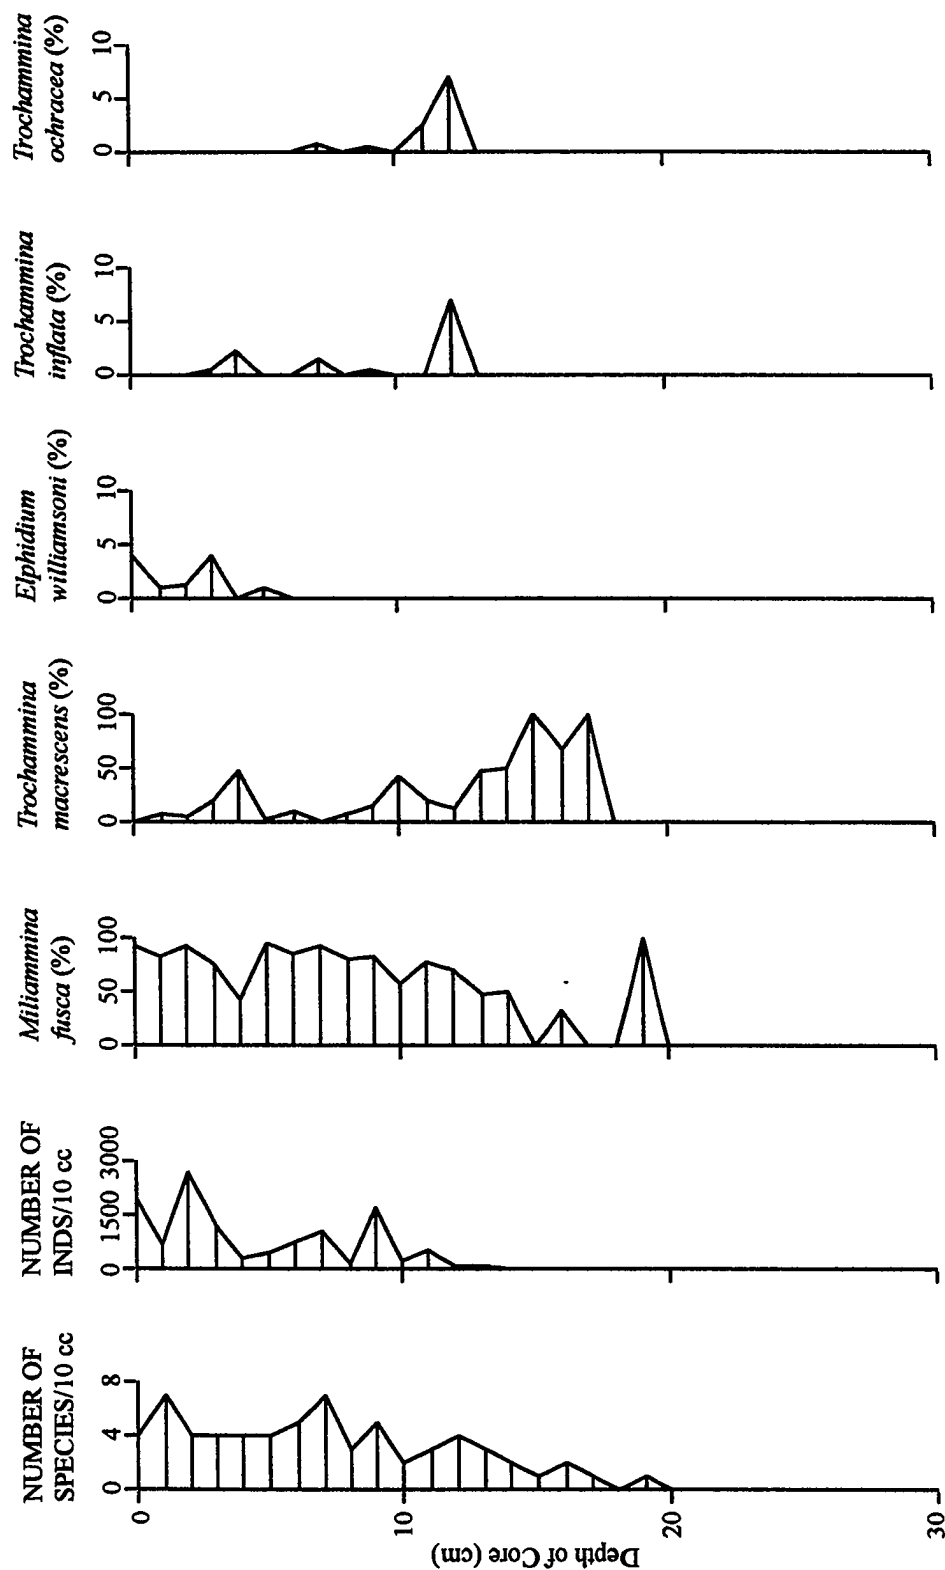 NUMBER OF
SPECIES/10 cc
0
4
8
NUMBER OF
INDS/10 cc
0
1500
3000
Miliammina
fusca (%)
0
50
100
Trochammina
macrescens (%)
0
50
100
Elphidium
williamsoni (%)
0
5
10
Trochammina
inflata (%)
0
5
10
Trochammina
ochracea (%)
0
5
10
0
10
20
30
Depth of Core (cm)